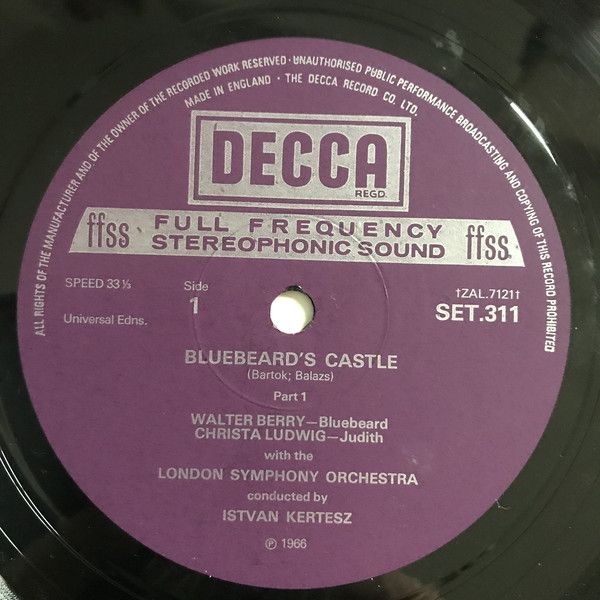 ALL RIGHTS OF THE MANUFACTURER AND OF THE OWNER OF THE RECORDED WORK RESERVED · UNAUTHORISED PUBLIC PERFORMANCE BROADCASTING AND COPYING OF THIS RECORD PROHIBITED
MADE IN ENGLAND · THE DECCA RECORD CO. LTD.
DECCA
REGD.
ffss FULL FREQUENCY STEREOPHONIC SOUND ffss
SPEED 33⅓
Side
1
†ZAL.7121†
SET.311
Universal Edns.
BLUEBEARD'S CASTLE
(Bartok; Balazs)
Part 1
WALTER BERRY—Bluebeard
CHRISTA LUDWIG—Judith
with the
LONDON SYMPHONY ORCHESTRA
conducted by
ISTVAN KERTESZ
℗ 1966